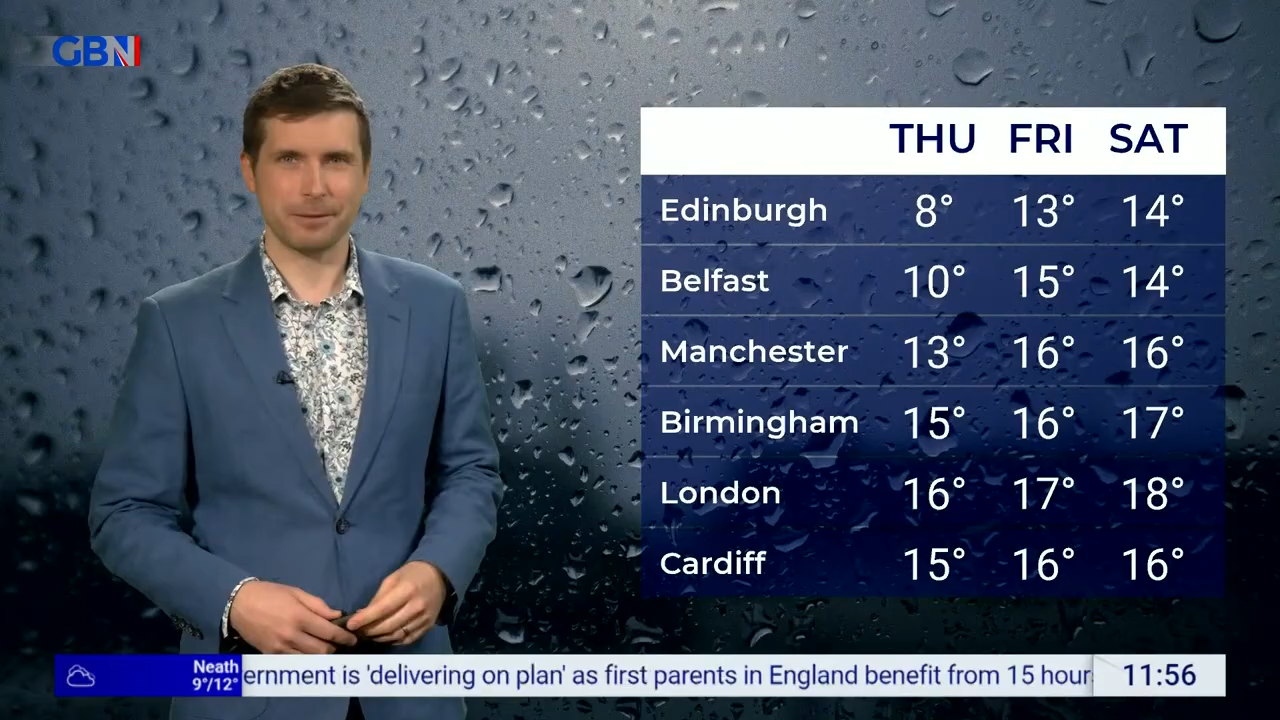 GBN
THU FRI SAT
Edinburgh 8° 13° 14°
Belfast 10° 15° 14°
Manchester 13° 16° 16°
Birmingham 15° 16° 17°
London 16° 17° 18°
Cardiff 15° 16° 16°
Neath
9°/12°
ernment is 'delivering on plan' as first parents in England benefit from 15 hour
11:56